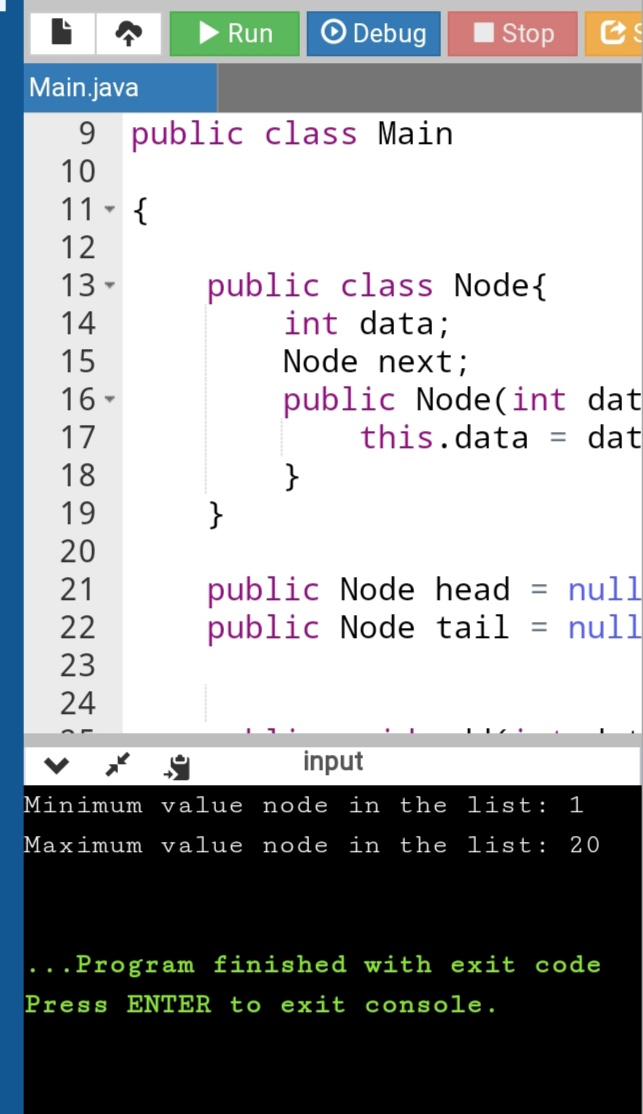 Run Debug Stop S
Main.java
9 public class Main
10
11 {
12
13 public class Node{
14 int data;
15 Node next;
16 public Node(int dat
17 this.data = dat
18 }
19 }
20
21 public Node head = null
22 public Node tail = null
23
24
input
Minimum value node in the list: 1
Maximum value node in the list: 20
...Program finished with exit code
Press ENTER to exit console.